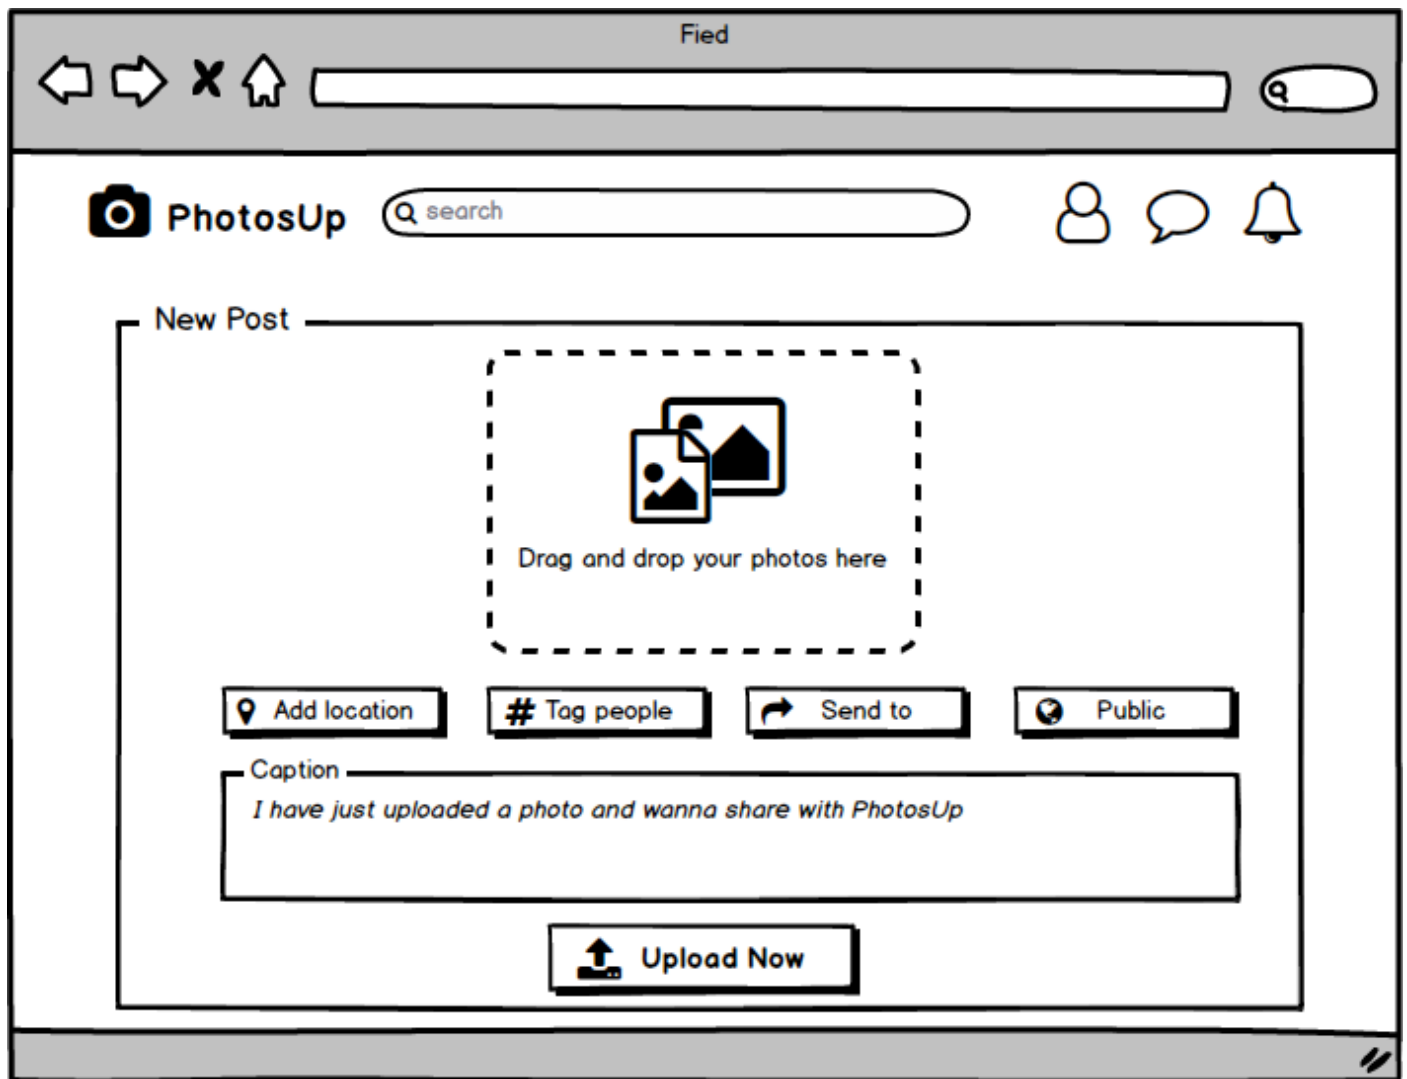 Fied
PhotosUp
search
New Post
Drag and drop your photos here
Add location
# Tag people
Send to
Public
Caption
I have just uploaded a photo and wanna share with PhotosUp
Upload Now